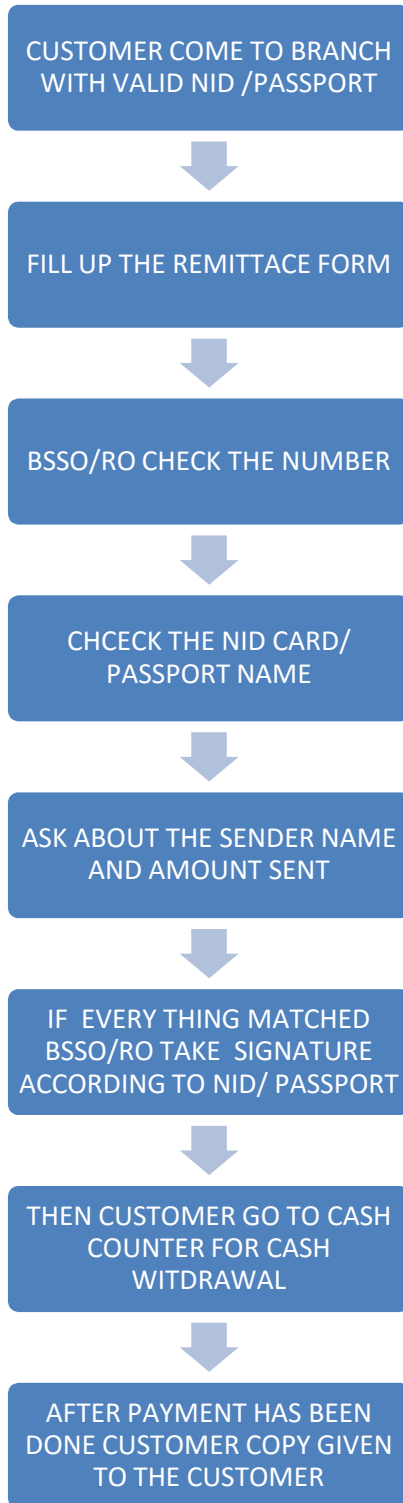 CUSTOMER COME TO BRANCH
WITH VALID NID /PASSPORT
FILL UP THE REMITTACE FORM
BSSO/RO CHECK THE NUMBER
CHCECK THE NID CARD/
PASSPORT NAME
ASK ABOUT THE SENDER NAME
AND AMOUNT SENT
IF EVERY THING MATCHED
BSSO/RO TAKE SIGNATURE
ACCORDING TO NID/ PASSPORT
THEN CUSTOMER GO TO CASH
COUNTER FOR CASH
WITDRAWAL
AFTER PAYMENT HAS BEEN
DONE CUSTOMER COPY GIVEN
TO THE CUSTOMER